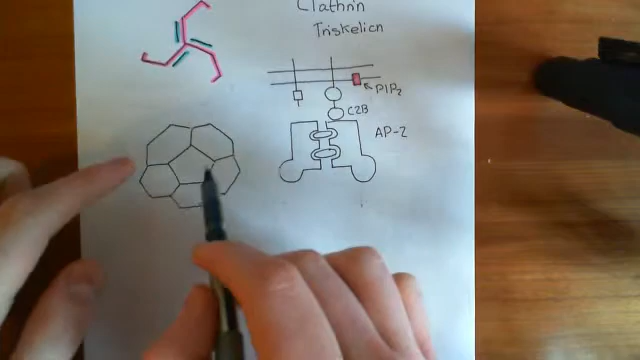 Clathrin
Triskelion
PIP₂
C2B
AP-2